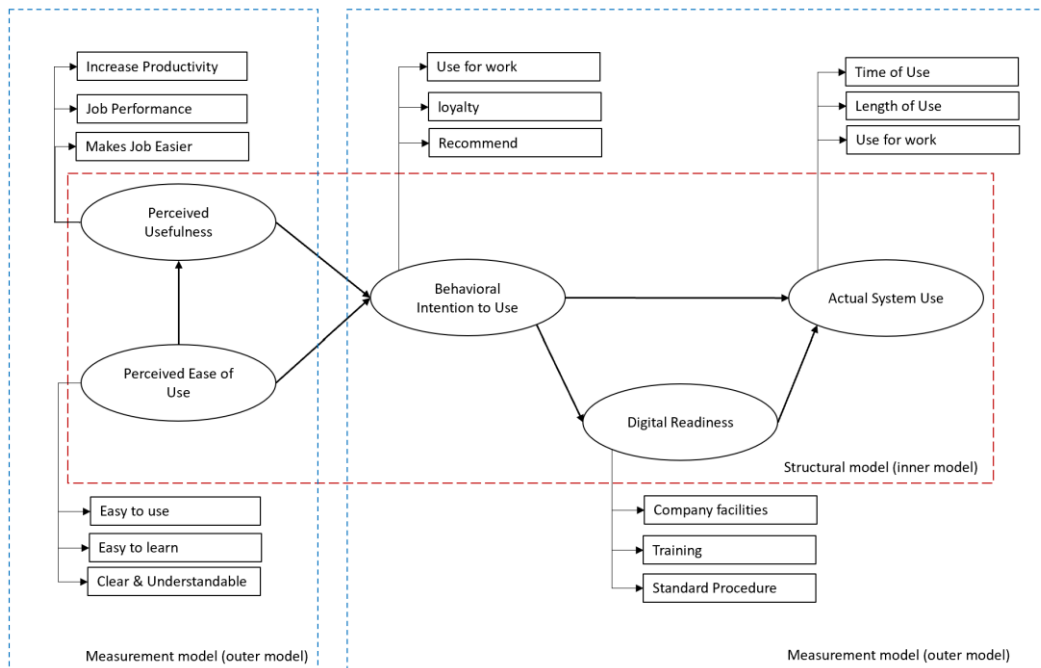 Increase Productivity
Job Performance
Makes Job Easier
Use for work
loyalty
Recommend
Time of Use
Length of Use
Use for work
Perceived
Usefulness
Behavioral
Intention to Use
Actual System Use
Perceived Ease of
Use
Digital Readiness
Structural model (inner model)
Easy to use
Easy to learn
Clear & Understandable
Company facilities
Training
Standard Procedure
Measurement model (outer model)
Measurement model (outer model)